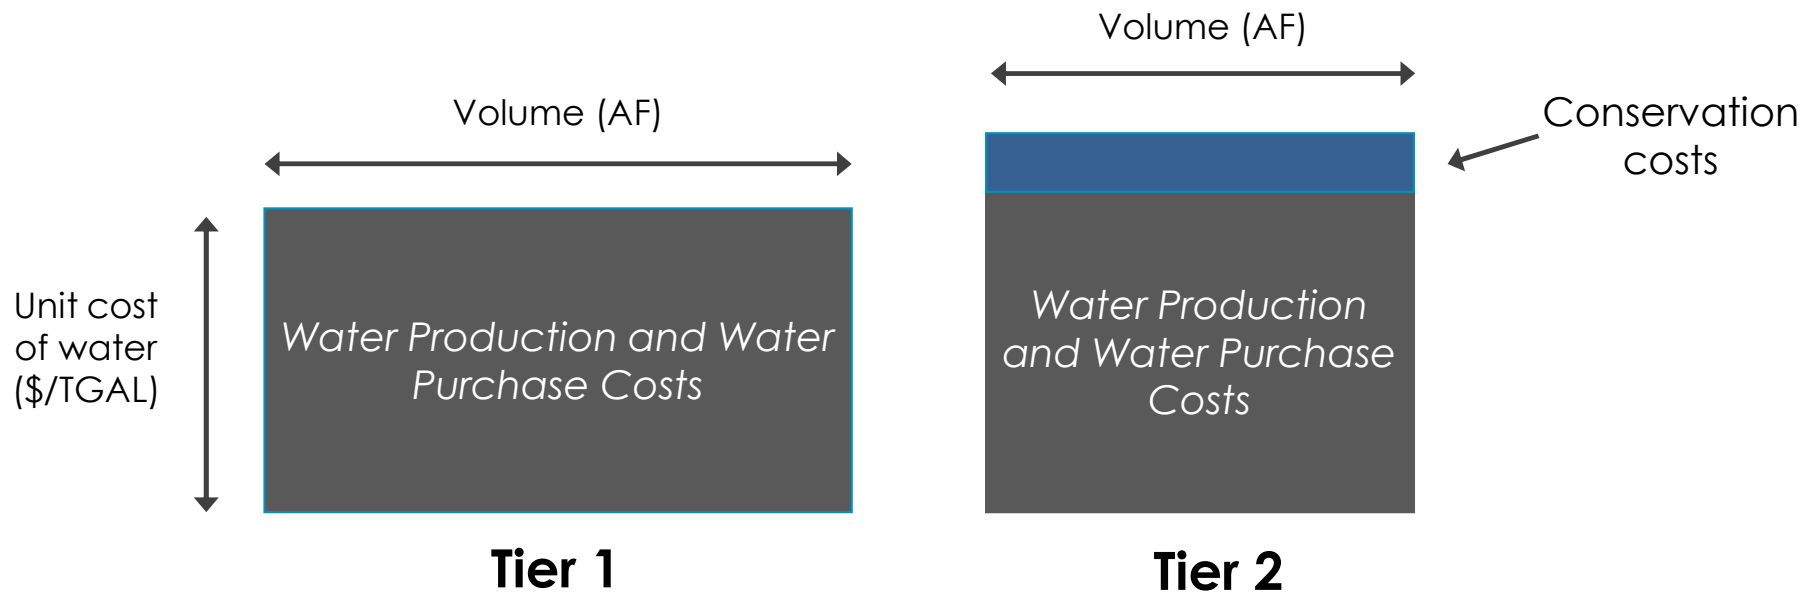 Volume (AF)
Volume (AF)
Conservation
costs
Unit cost
of water
($/TGAL)
Water Production and Water
Purchase Costs
Water Production
and Water Purchase
Costs
Tier 1
Tier 2